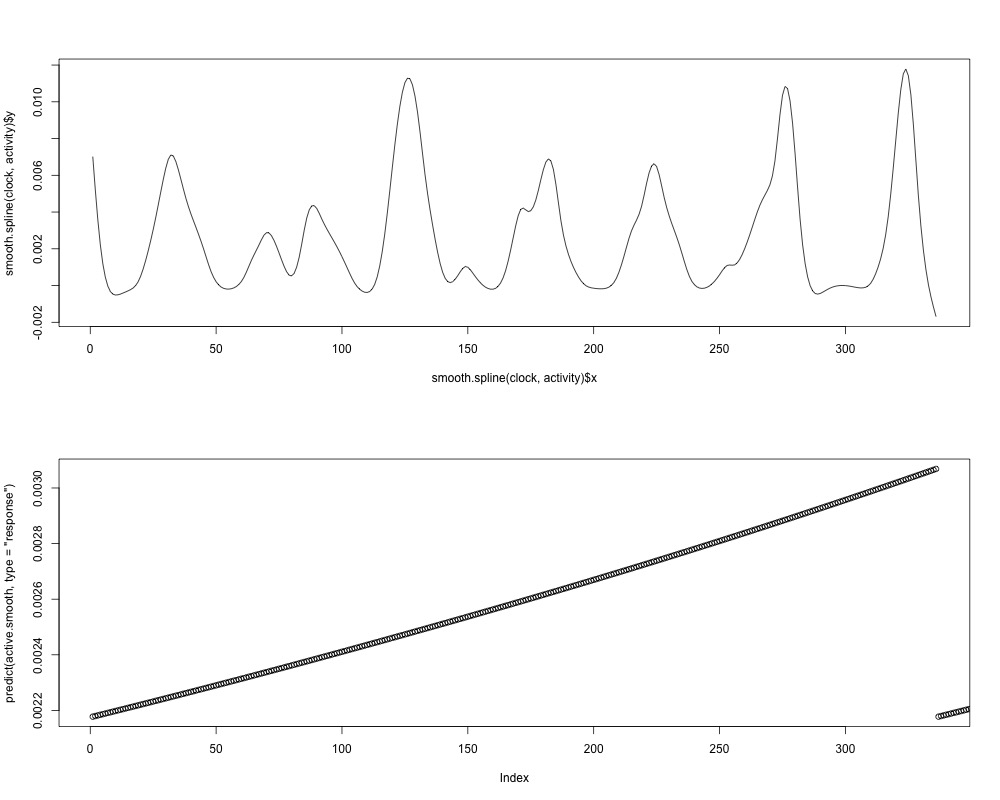 smooth.spline(clock, activity)$y
0.010
0.006
0.002
-0.002
0 50 100 150 200 250 300
smooth.spline(clock, activity)$x
predict(active.smooth, type = "response")
0.0030
0.0028
0.0026
0.0024
0.0022
0 50 100 150 200 250 300
Index